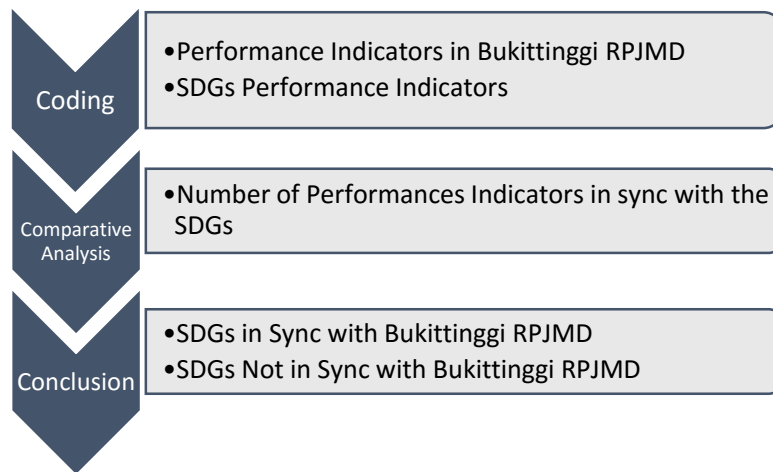 Coding
•Performance Indicators in Bukittinggi RPJMD
•SDGs Performance Indicators
Comparative
Analysis
•Number of Performances Indicators in sync with the
SDGs
Conclusion
•SDGs in Sync with Bukittinggi RPJMD
•SDGs Not in Sync with Bukittinggi RPJMD